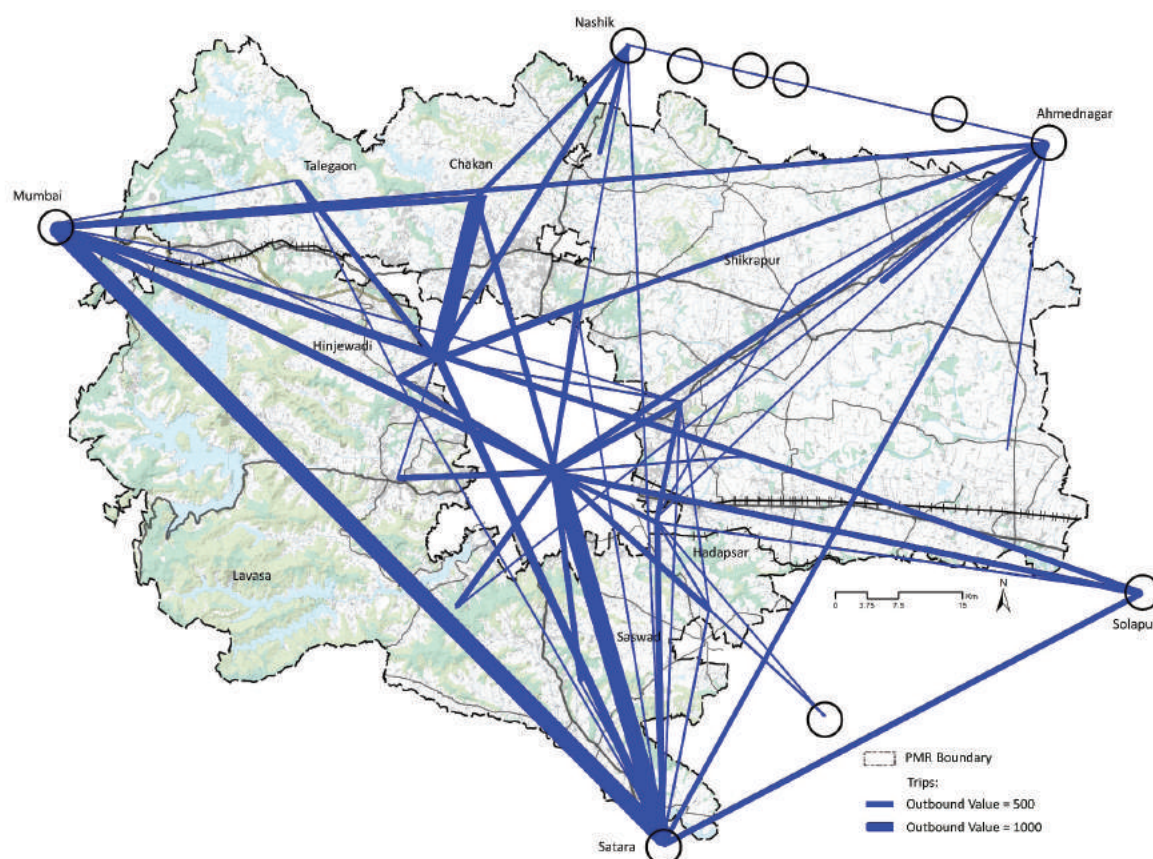 Nashik
Ahmednagar
Talegaon
Chakan
Mumbai
Shikrapur
Hinjewadi
Hadapsar
Lavasa
N
Km
0 3.75 7.5 15
Solapu
Saswad
PMR Boundary
Trips:
Outbound Value = 500
Outbound Value = 1000
Satara